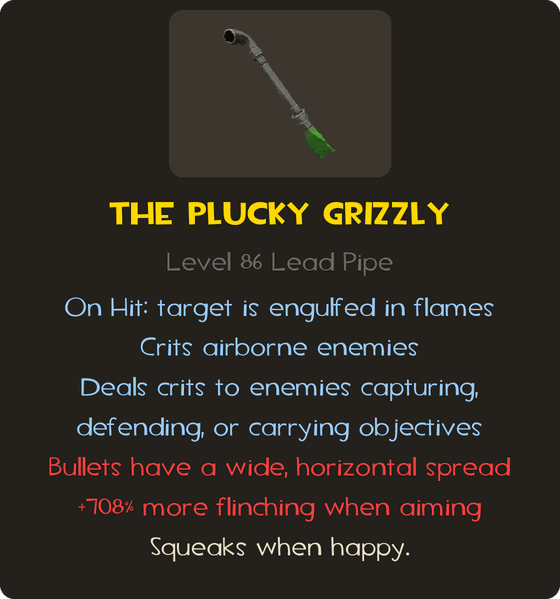 THE PLUCKY GRIZZLY
Level 86 Lead Pipe
On Hit: target is engulfed in flames
Crits airborne enemies
Deals crits to enemies capturing,
defending, or carrying objectives
Bullets have a wide, horizontal spread
+708% more flinching when aiming
Squeaks when happy.